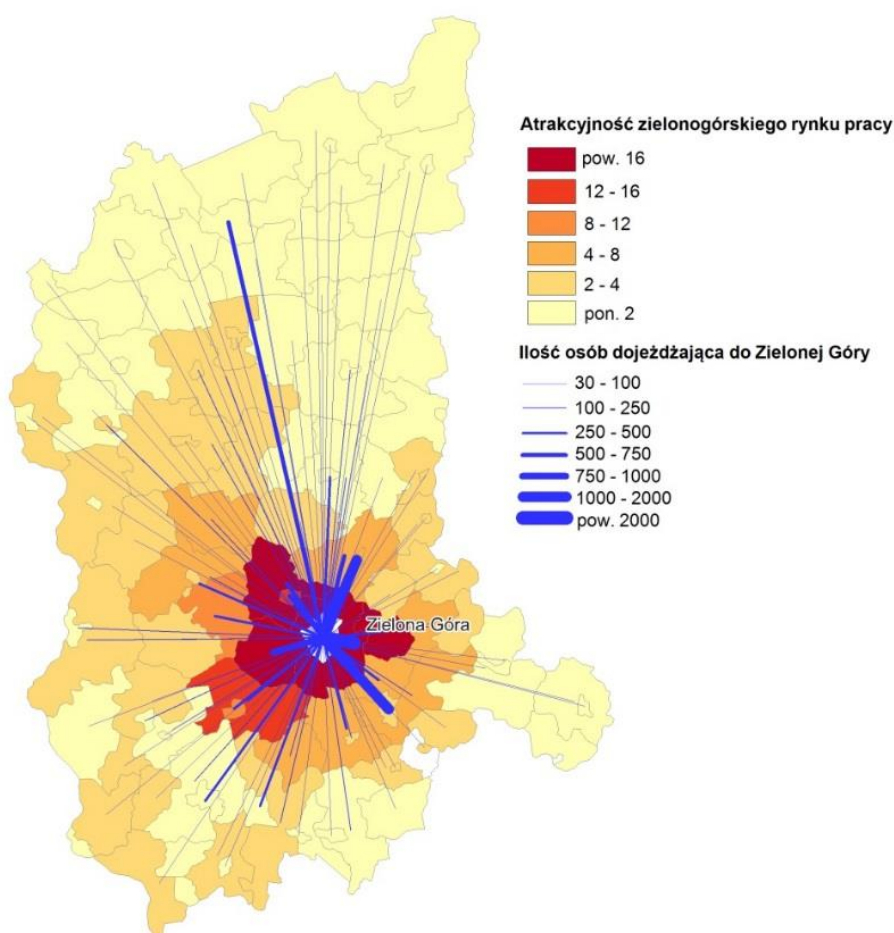 Atrakcyjność zielonogórskiego rynku pracy
pow. 16
12 - 16
8 - 12
4 - 8
2 - 4
pon. 2
Ilość osób dojeżdżająca do Zielonej Góry
30 - 100
100 - 250
250 - 500
500 - 750
750 - 1000
1000 - 2000
pow. 2000
Zielona Góra